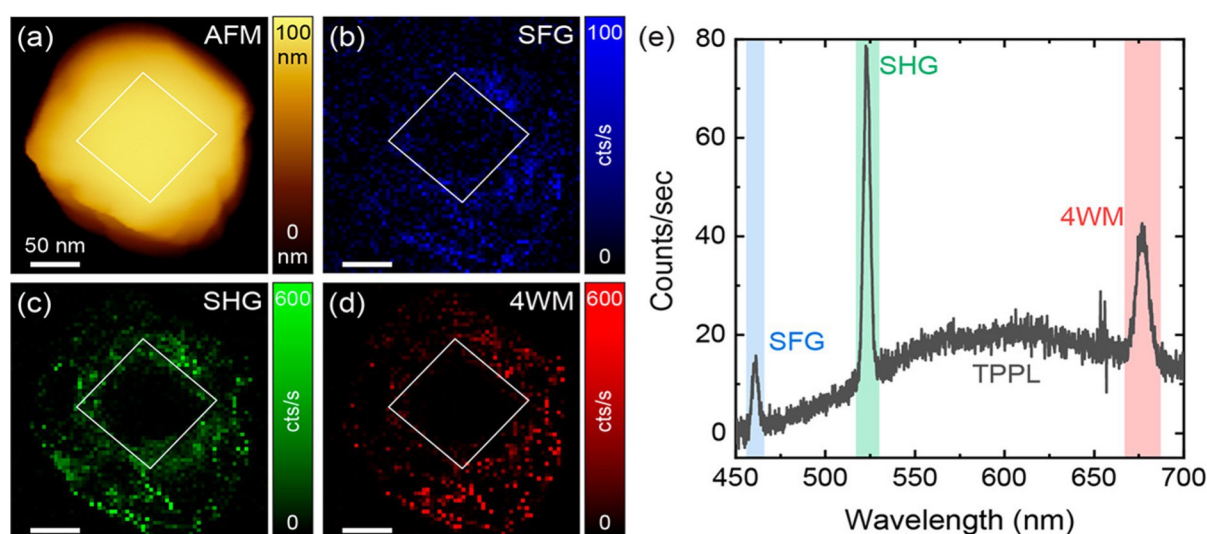 (a) AFM
100
nm
0
nm
50 nm
(b) SFG
100
cts/s
0
(c) SHG
600
cts/s
0
(d) 4WM
600
cts/s
0
(e)
80
60
40
20
0
Counts/sec
SFG
SHG
TPPL
4WM
450 500 550 600 650 700
Wavelength (nm)